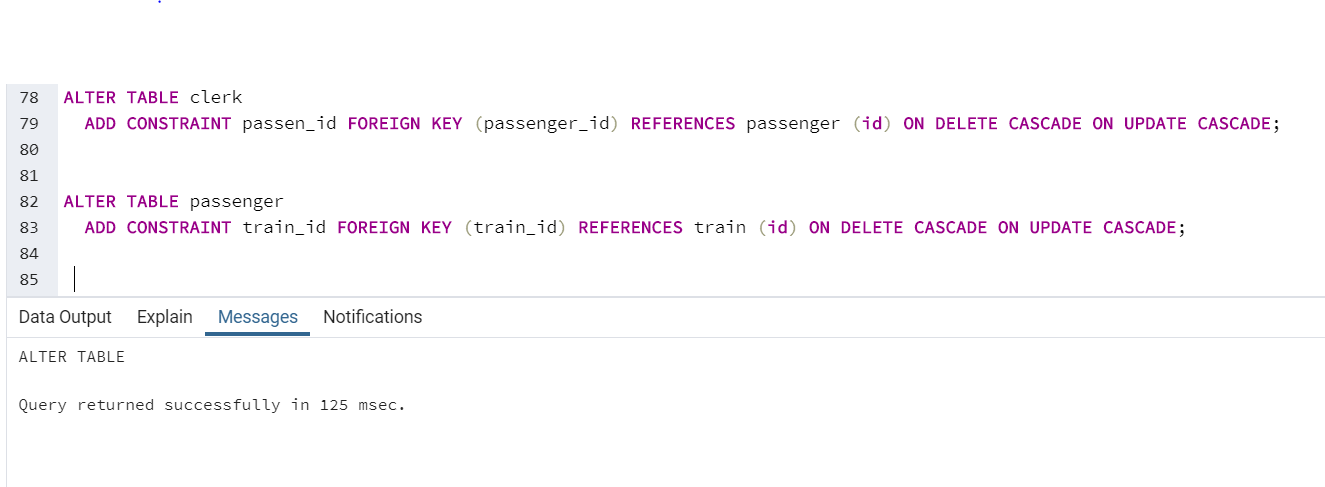 78 ALTER TABLE clerk
79 ADD CONSTRAINT passen_id FOREIGN KEY (passenger_id) REFERENCES passenger (id) ON DELETE CASCADE ON UPDATE CASCADE;
80
81
82 ALTER TABLE passenger
83 ADD CONSTRAINT train_id FOREIGN KEY (train_id) REFERENCES train (id) ON DELETE CASCADE ON UPDATE CASCADE;
84
85
Data Output Explain Messages Notifications
ALTER TABLE
Query returned successfully in 125 msec.